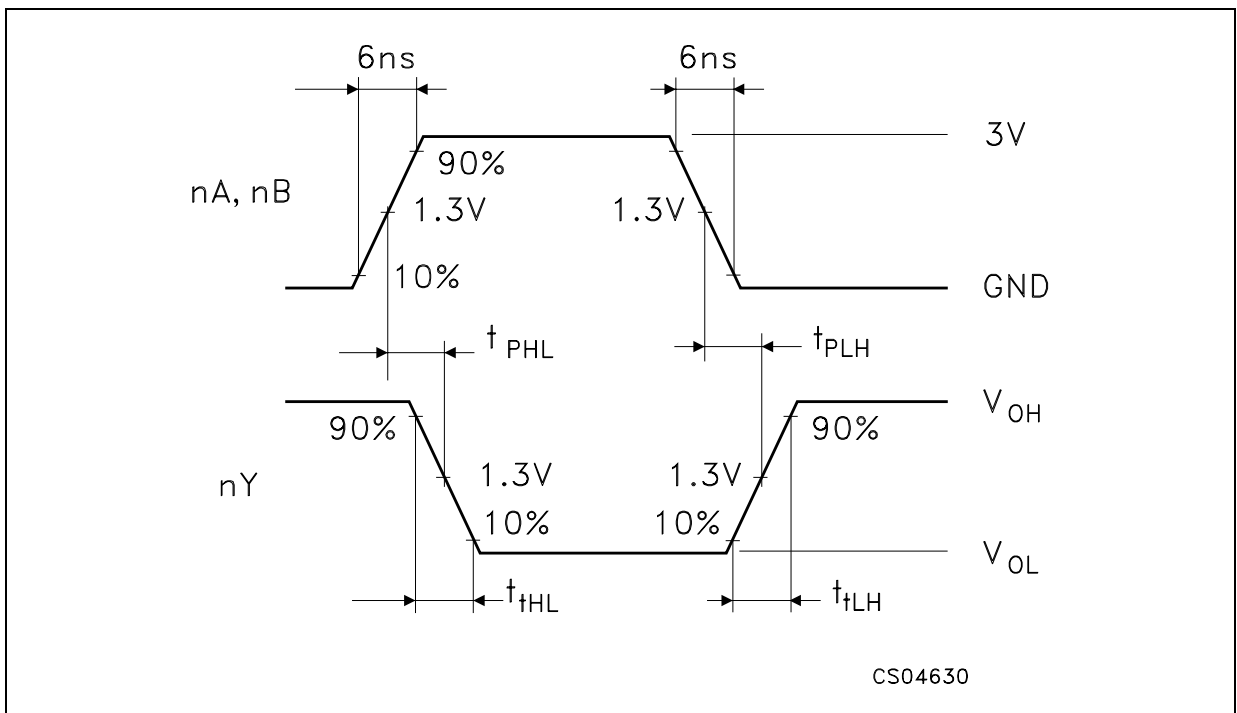 6ns 6ns
3V
90%
nA, nB
1.3V 1.3V
10%
GND
t PHL tPLH
VOH
90% 90%
1.3V 1.3V
nY
10% 10%
VOL
ttHL ttLH
CS04630